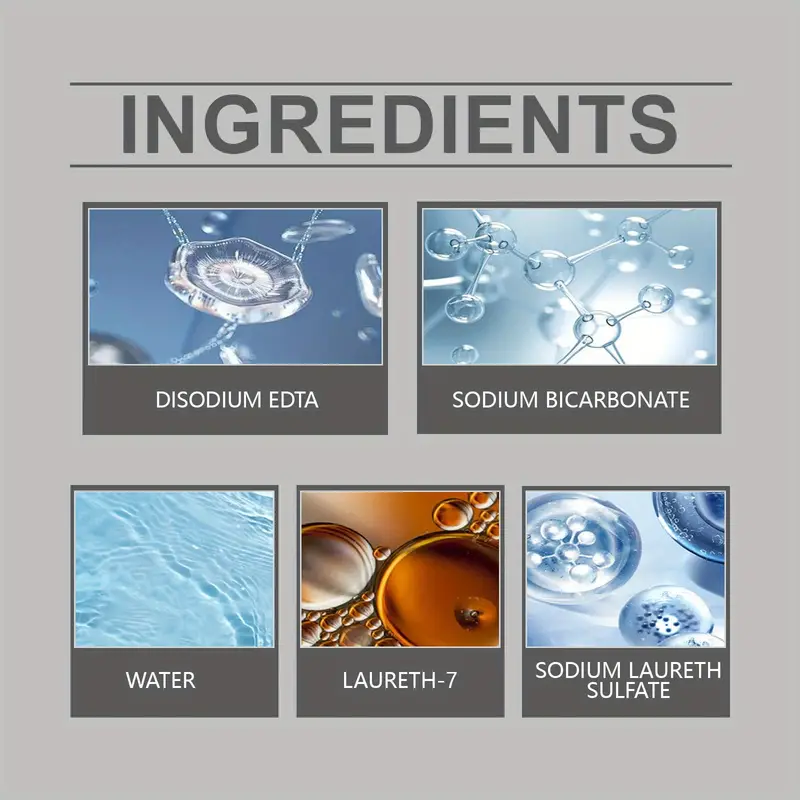 INGREDIENTS
DISODIUM EDTA
SODIUM BICARBONATE
WATER
LAURETH-7
SODIUM LAURETH
SULFATE